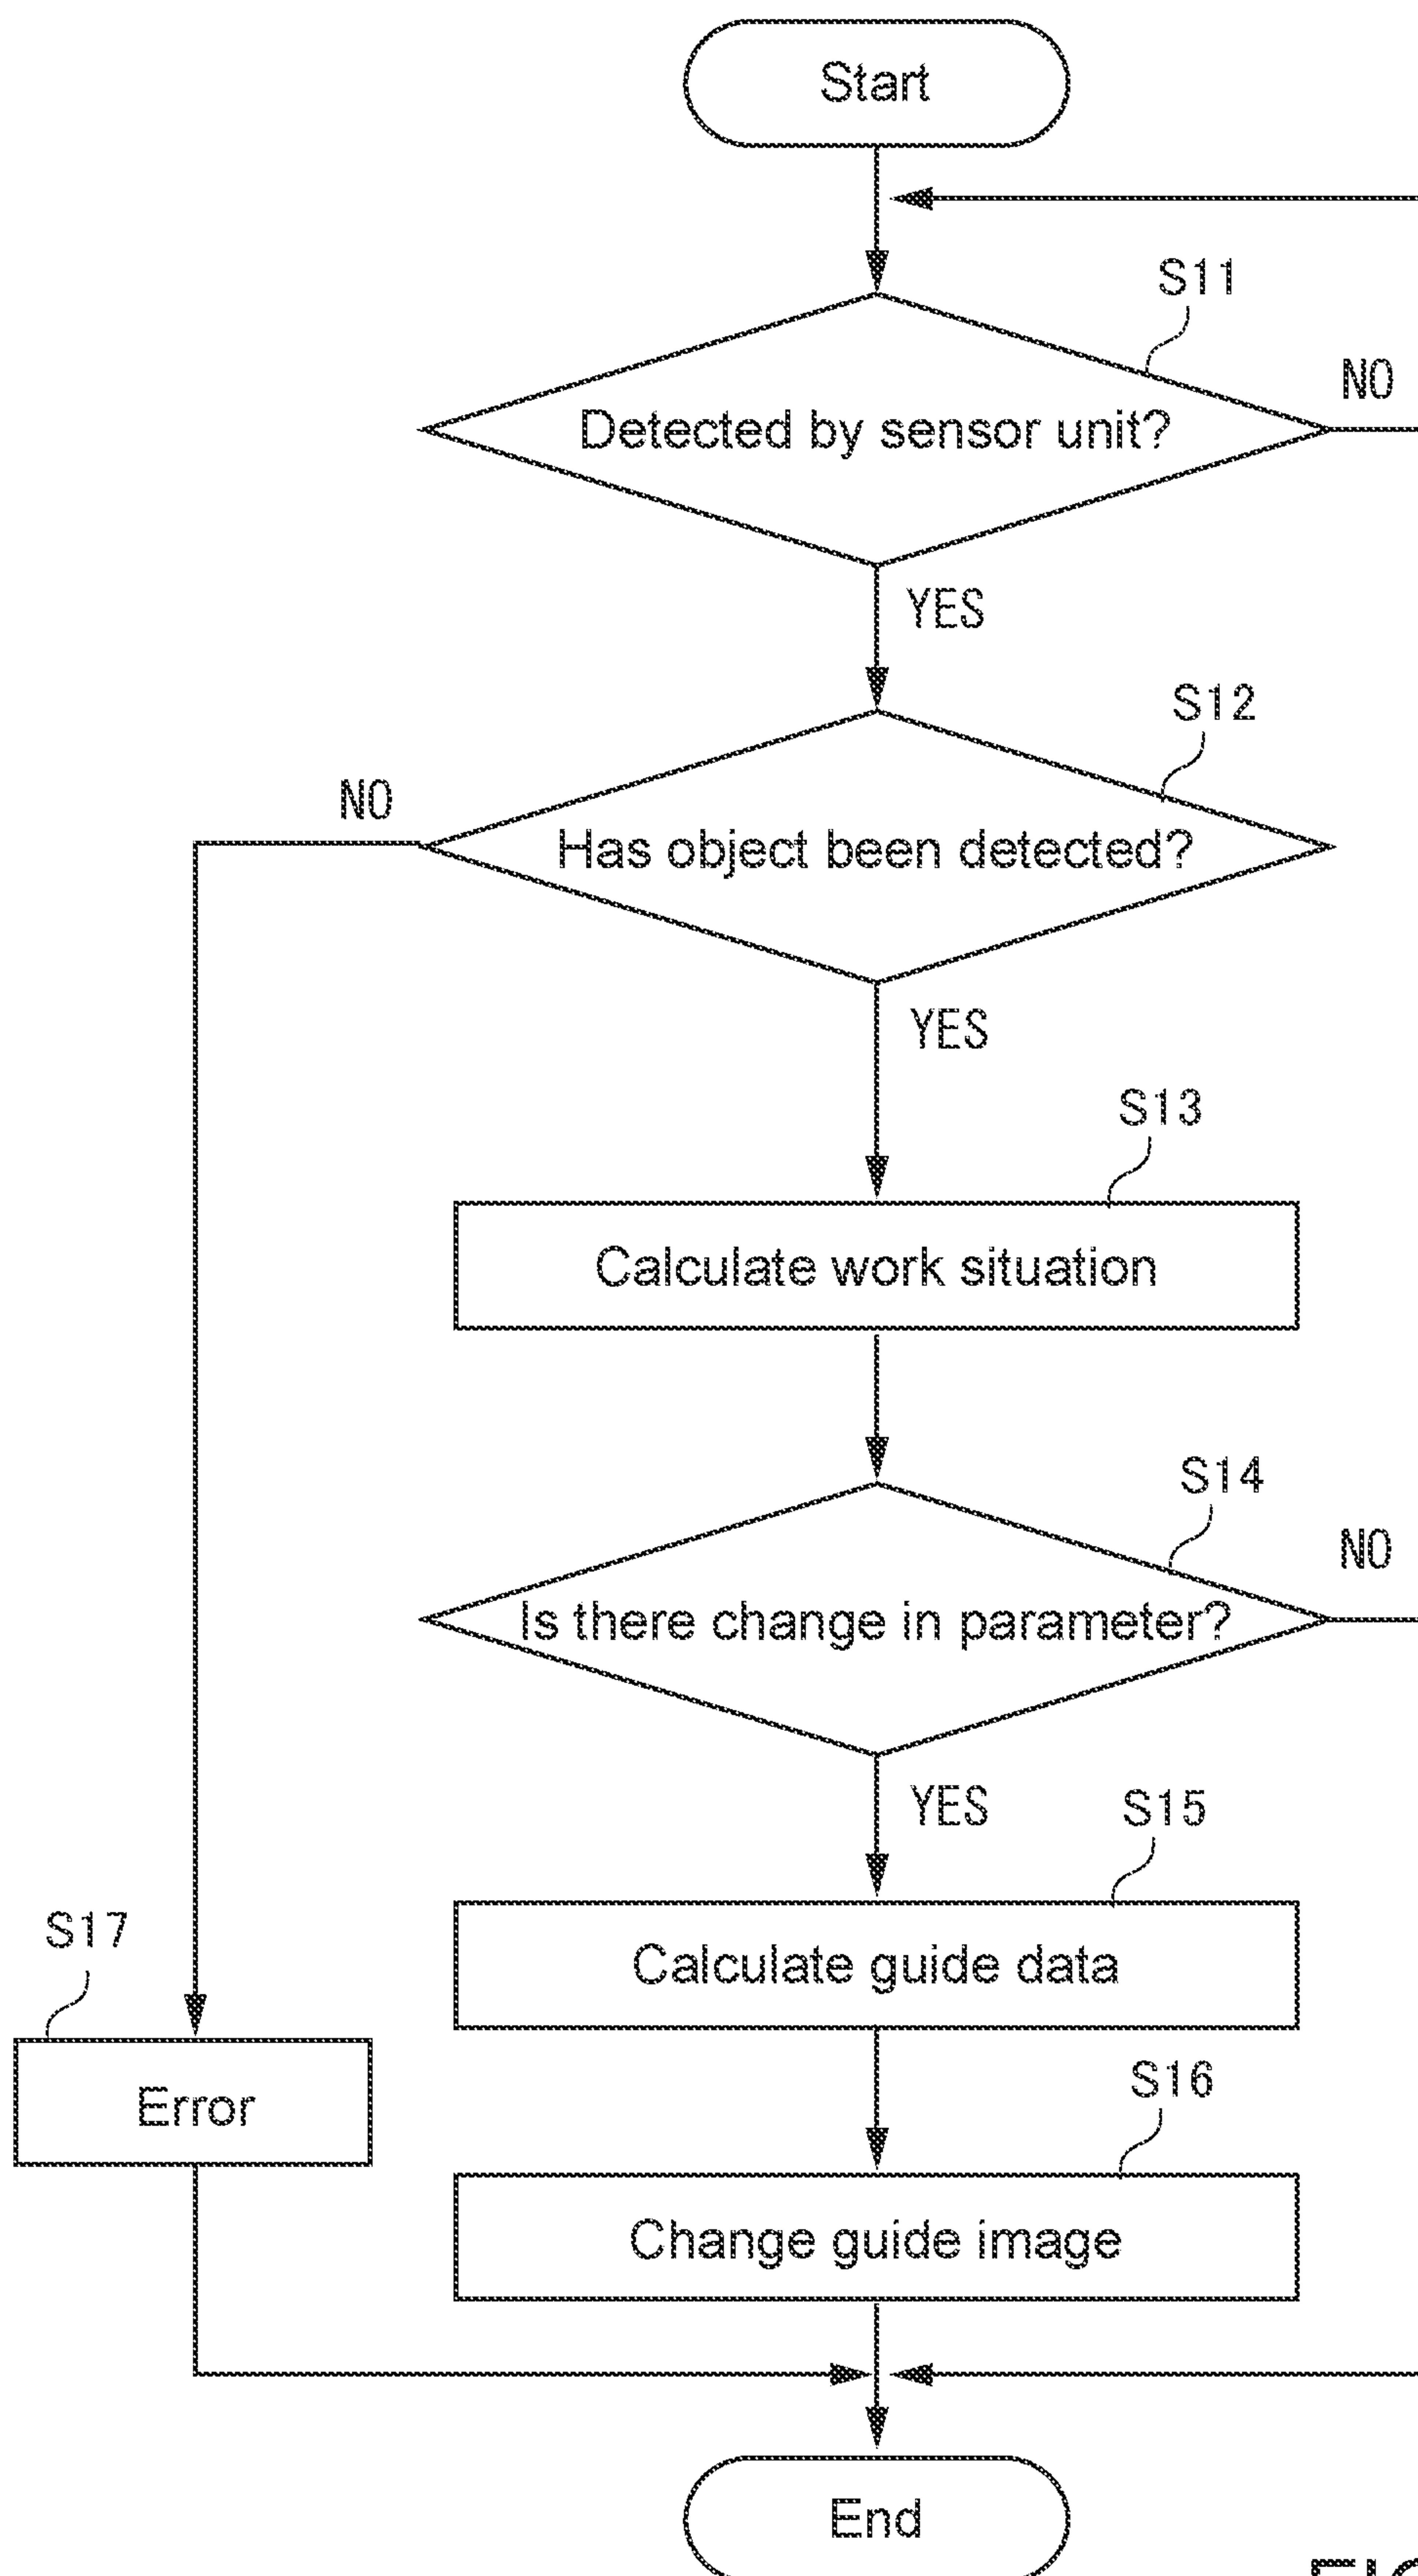 Start
S11
NO
Detected by sensor unit?
YES
S12
NO
Has object been detected?
YES
S13
Calculate work situation
S14
NO
Is there change in parameter?
YES
S15
Calculate guide data
S17
Error
S16
Change guide image
End